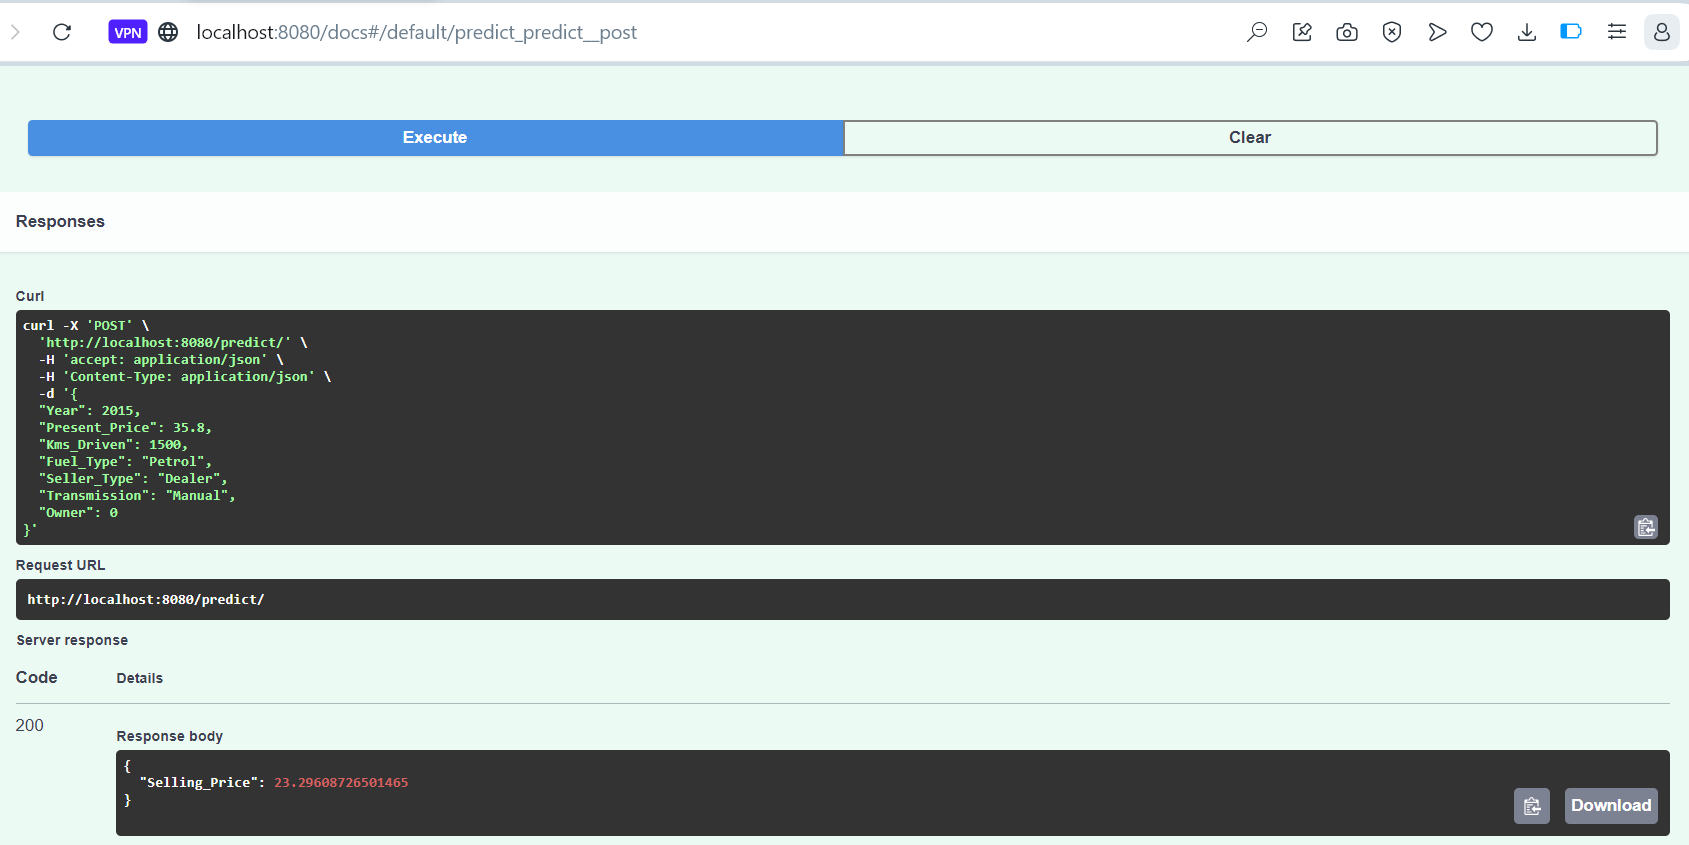 VPN localhost:8080/docs#/default/predict_predict__post
Execute Clear
Responses
Curl
curl -X 'POST' \
  'http://localhost:8080/predict/' \
  -H 'accept: application/json' \
  -H 'Content-Type: application/json' \
  -d '{
  "Year": 2015,
  "Present_Price": 35.8,
  "Kms_Driven": 1500,
  "Fuel_Type": "Petrol",
  "Seller_Type": "Dealer",
  "Transmission": "Manual",
  "Owner": 0
}'
Request URL
http://localhost:8080/predict/
Server response
Code Details
200
Response body
{
  "Selling_Price": 23.29608726501465
}
Download